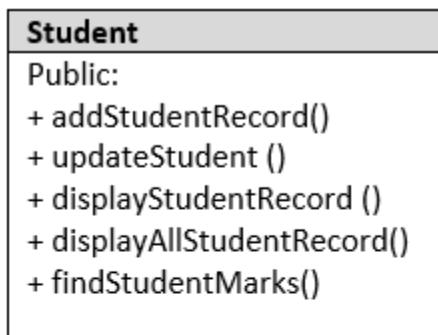 Student
Public:
+ addStudentRecord()
+ updateStudent ()
+ displayStudentRecord ()
+ displayAllStudentRecord()
+ findStudentMarks()